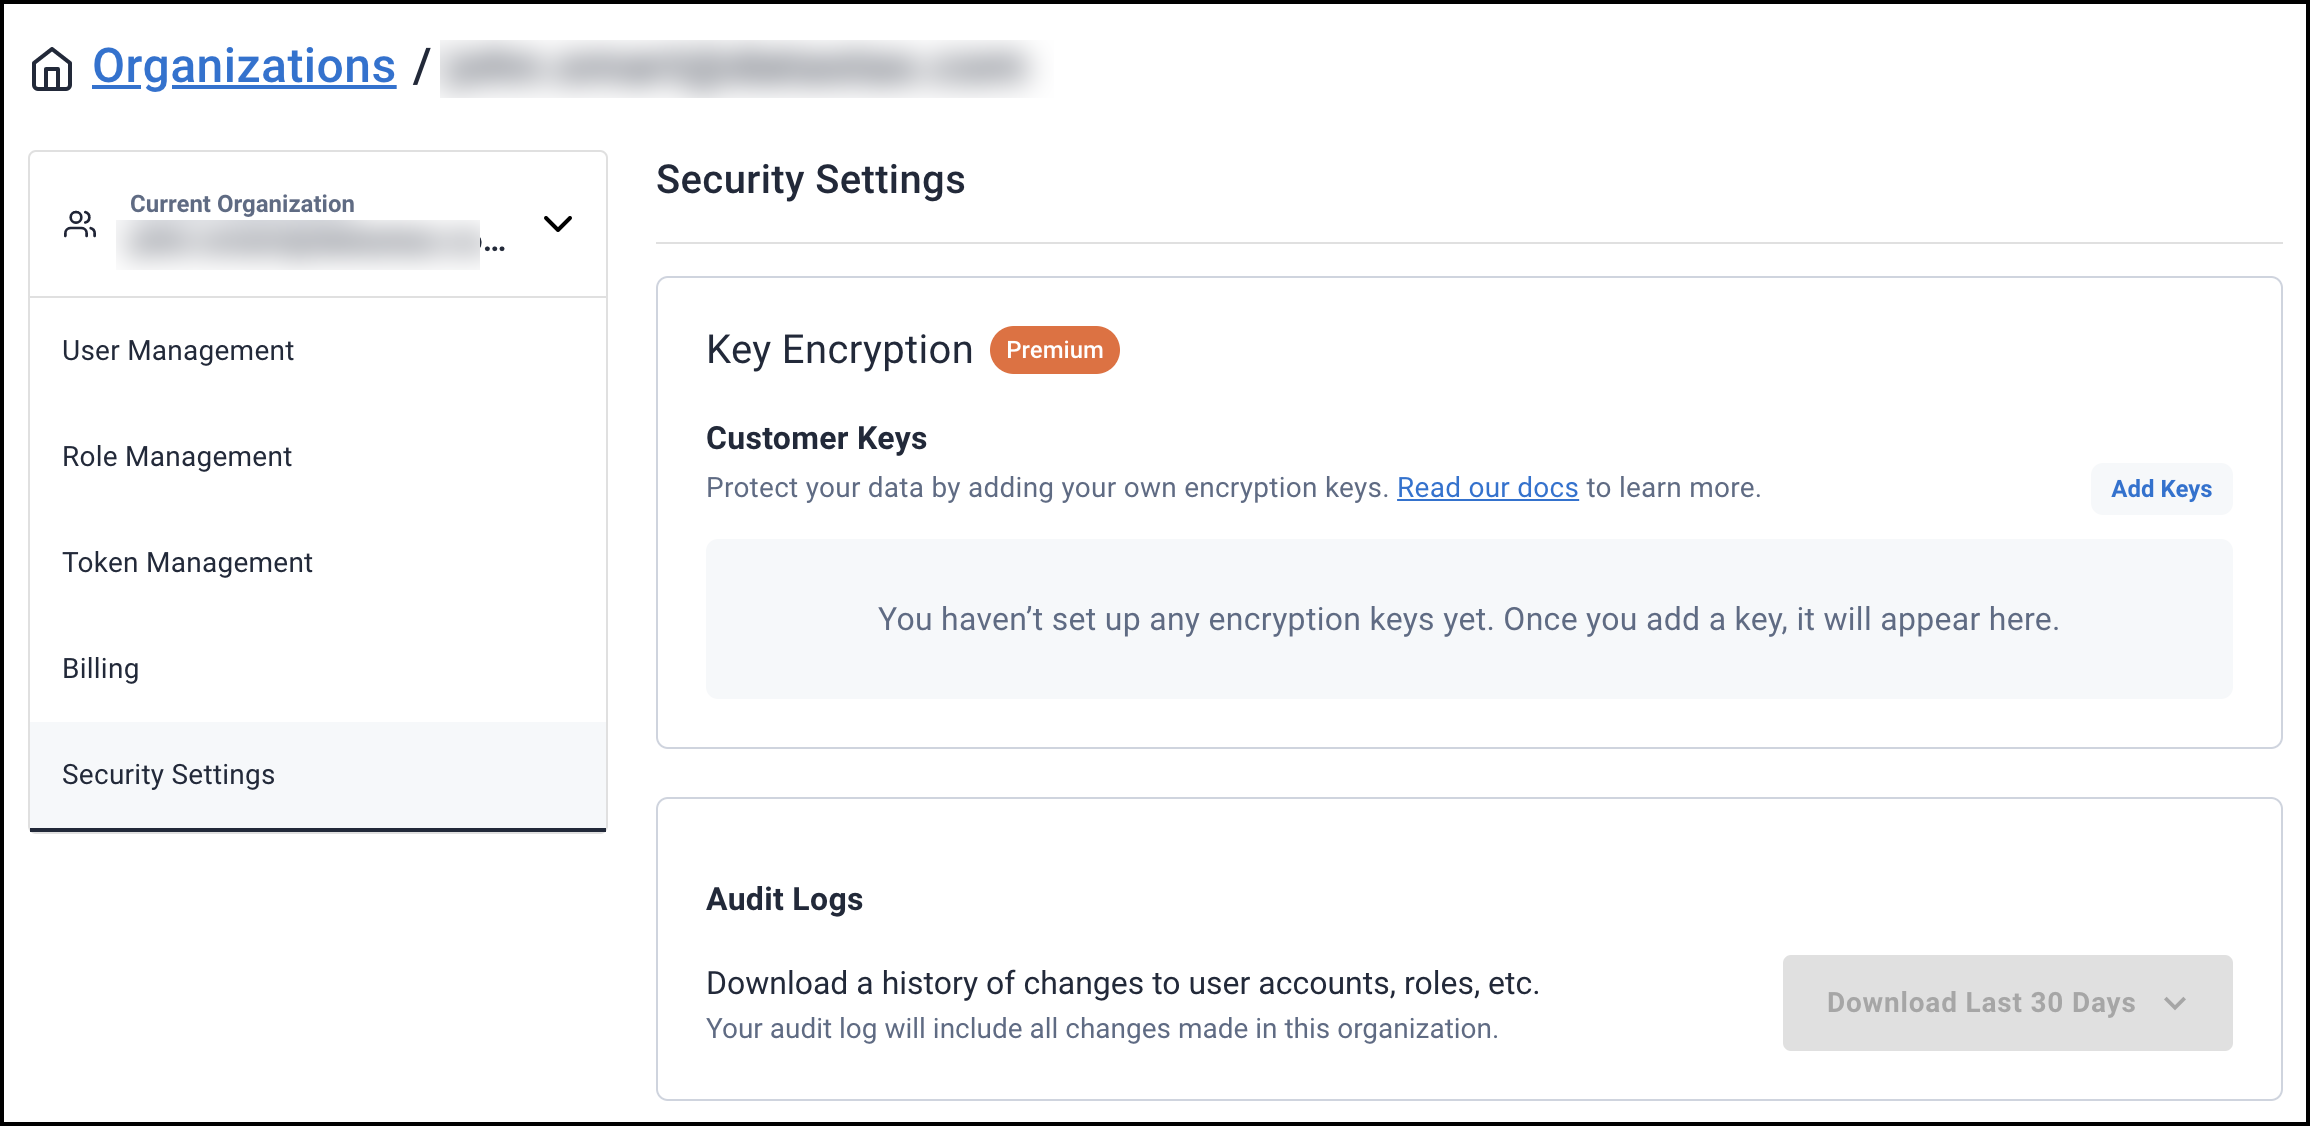 Organizations /
Current Organization
...
User Management
Role Management
Token Management
Billing
Security Settings
Security Settings
Key Encryption Premium
Customer Keys
Protect your data by adding your own encryption keys. Read our docs to learn more.
Add Keys
You haven’t set up any encryption keys yet. Once you add a key, it will appear here.
Audit Logs
Download a history of changes to user accounts, roles, etc.
Your audit log will include all changes made in this organization.
Download Last 30 Days